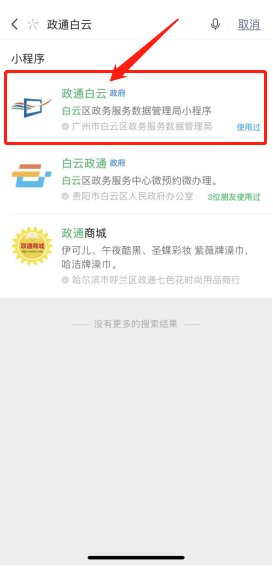 政通白云
取消
小程序
政通白云 政府
白云区政务服务数据管理局小程序
广州市白云区政务服务数据管理局
使用过
白云政通 政府
白云区政务服务中心微预约微办理。
贵阳市白云区人民政府办公室
3位朋友使用过
政通商城
政通商城
伊可儿、午夜酷黑、圣蝶彩妆 紫薇牌澡巾,
哈洁牌澡巾。
哈尔滨市呼兰区政通七色花时尚用品商行
没有更多的搜索结果